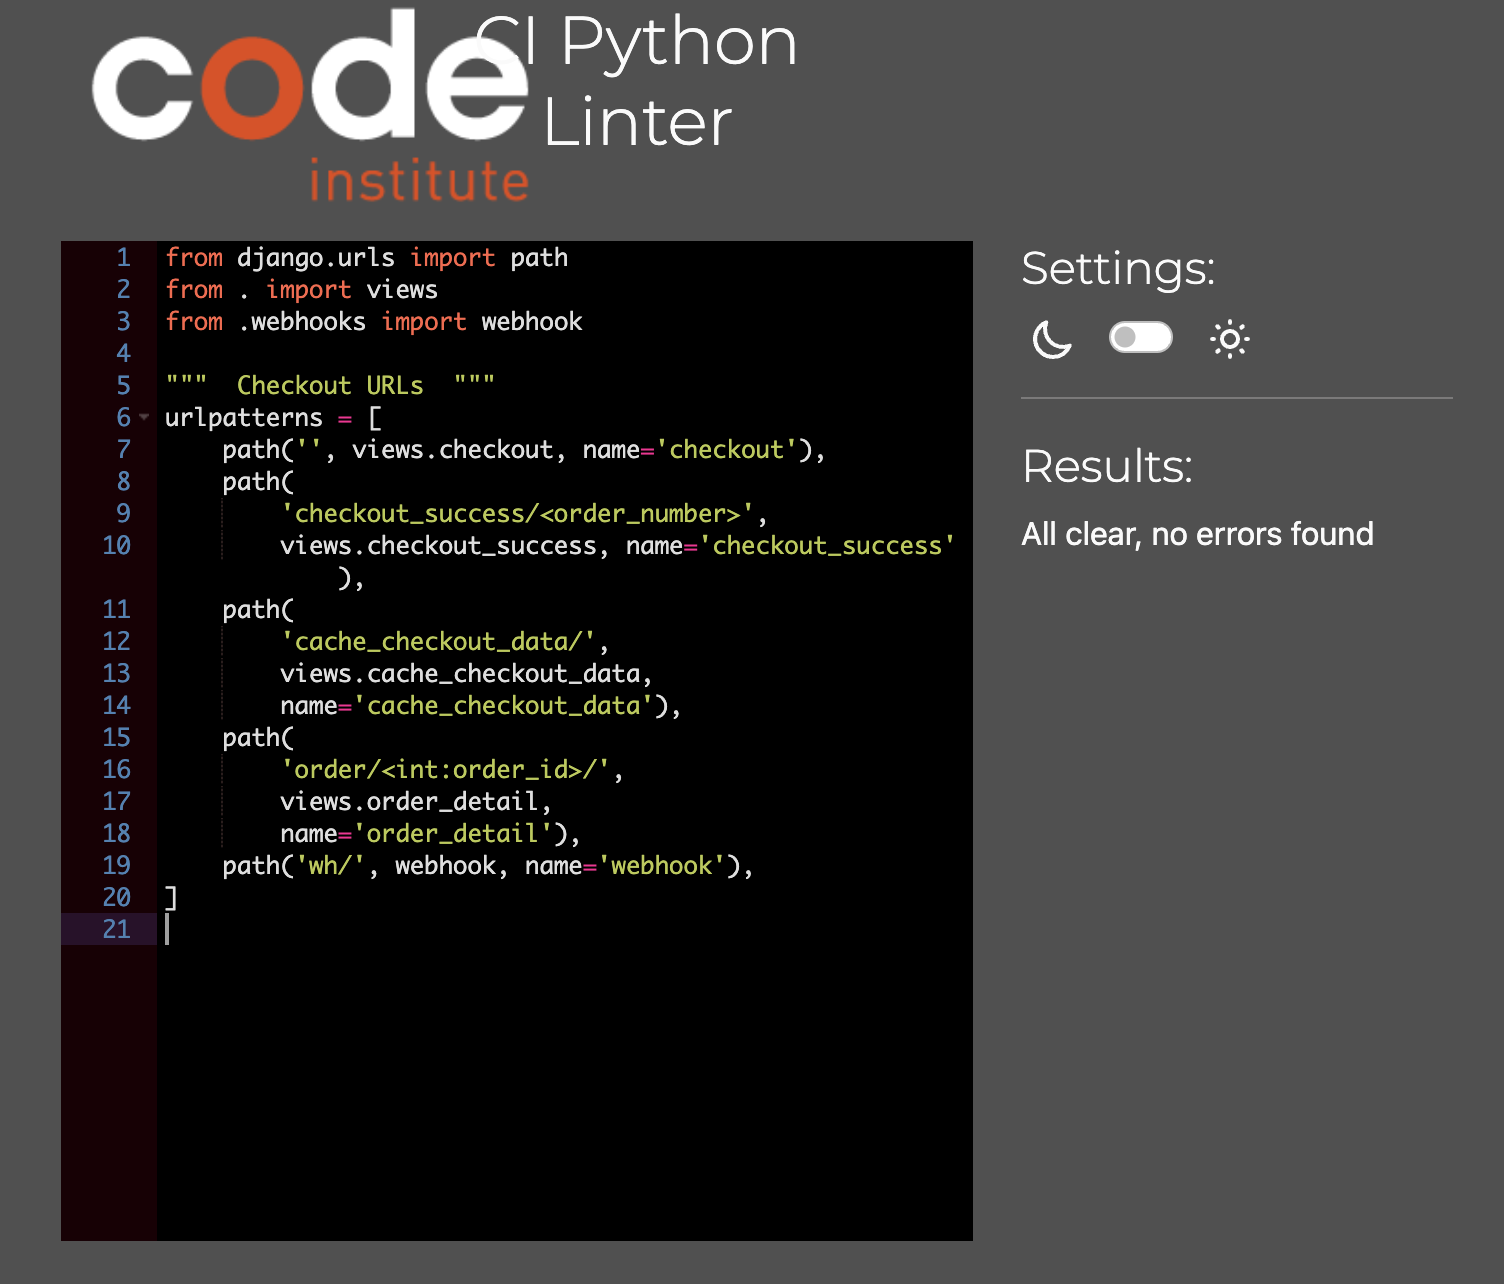 code
institute
CI Python
Linter
1 from django.urls import path
2 from . import views
3 from .webhooks import webhook
4
5 """  Checkout URLs  """
6 urlpatterns = [
7     path('', views.checkout, name='checkout'),
8     path(
9         'checkout_success/<order_number>',
10         views.checkout_success, name='checkout_success'
),
11     path(
12         'cache_checkout_data/',
13         views.cache_checkout_data,
14         name='cache_checkout_data'),
15     path(
16         'order/<int:order_id>/',
17         views.order_detail,
18         name='order_detail'),
19     path('wh/', webhook, name='webhook'),
20 ]
21
Settings:
Results:
All clear, no errors found